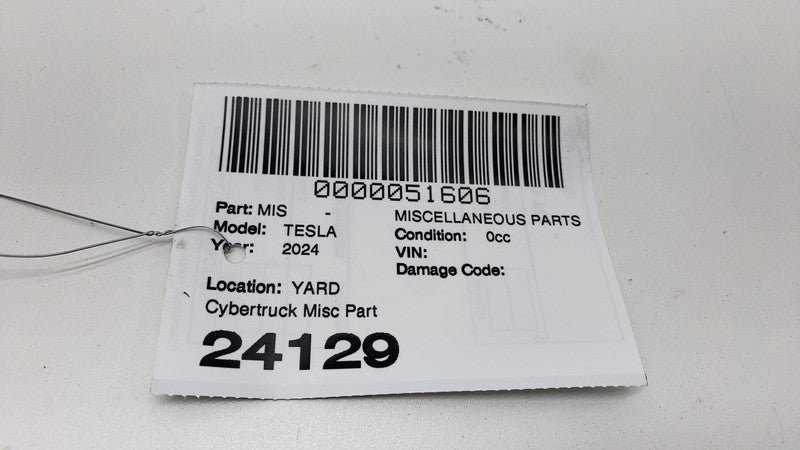 0000051606
Part: MIS - MISCELLANEOUS PARTS
Model: TESLA Condition: 0cc
Year: 2024 VIN:
Damage Code:
Location: YARD
Cybertruck Misc Part
24129